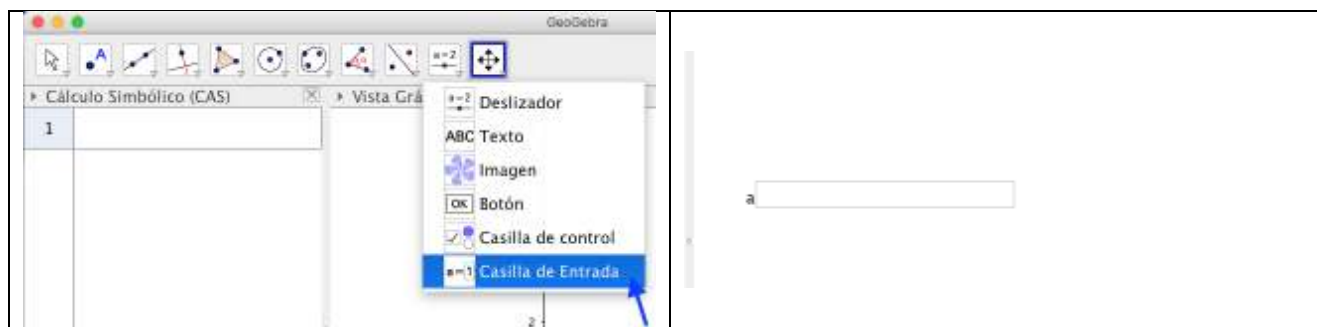 GeoGebra
A
a=2
Cálculo Simbólico (CAS)
Vista Grá
1
a=2 Deslizador
ABC Texto
Imagen
OK Botón
Casilla de control
a=1 Casilla de Entrada
2
a